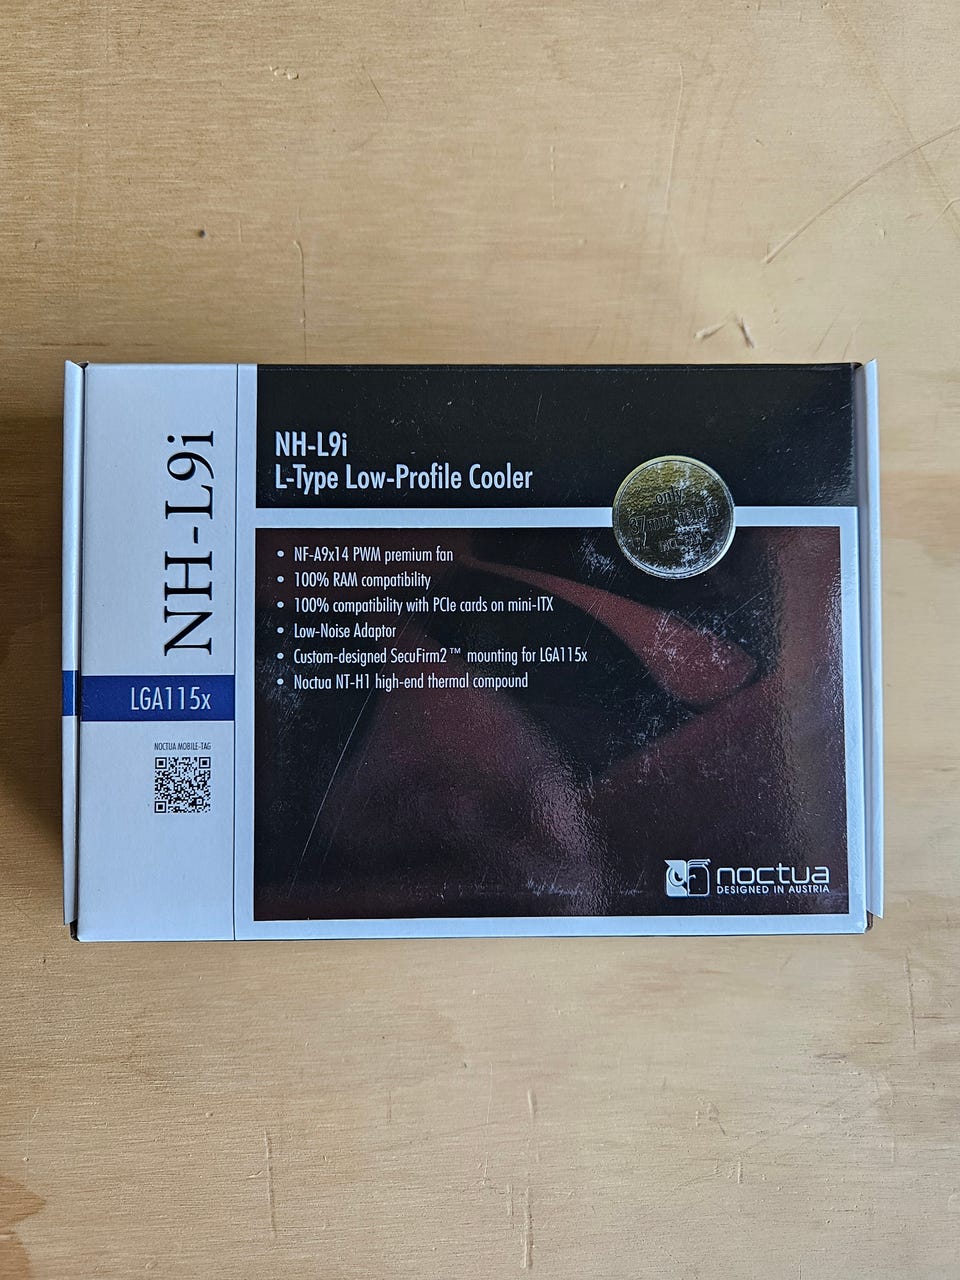 NH-L9i
LGA115x
NOCTUA MOBILE-TAG
NH-L9i
L-Type Low-Profile Cooler
only
37mm height
• NF-A9x14 PWM premium fan
• 100% RAM compatibility
• 100% compatibility with PCIe cards on mini-ITX
• Low-Noise Adaptor
• Custom-designed SecuFirm2™ mounting for LGA115x
• Noctua NT-H1 high-end thermal compound
noctua
DESIGNED IN AUSTRIA